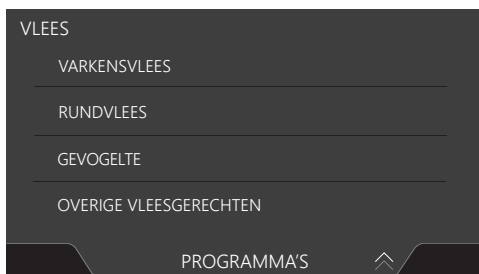 VLEES
VARKENSVLEES
RUNDVLEES
GEVOGELTE
OVERIGE VLEESGERECHTEN
PROGRAMMA'S